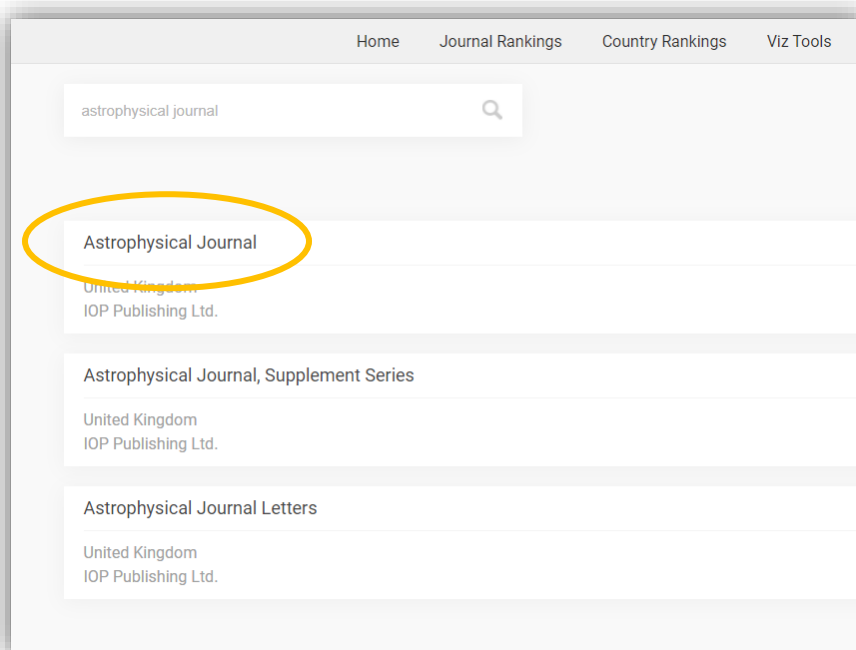 Home Journal Rankings Country Rankings Viz Tools
astrophysical journal
Astrophysical Journal
United Kingdom
IOP Publishing Ltd.
Astrophysical Journal, Supplement Series
United Kingdom
IOP Publishing Ltd.
Astrophysical Journal Letters
United Kingdom
IOP Publishing Ltd.